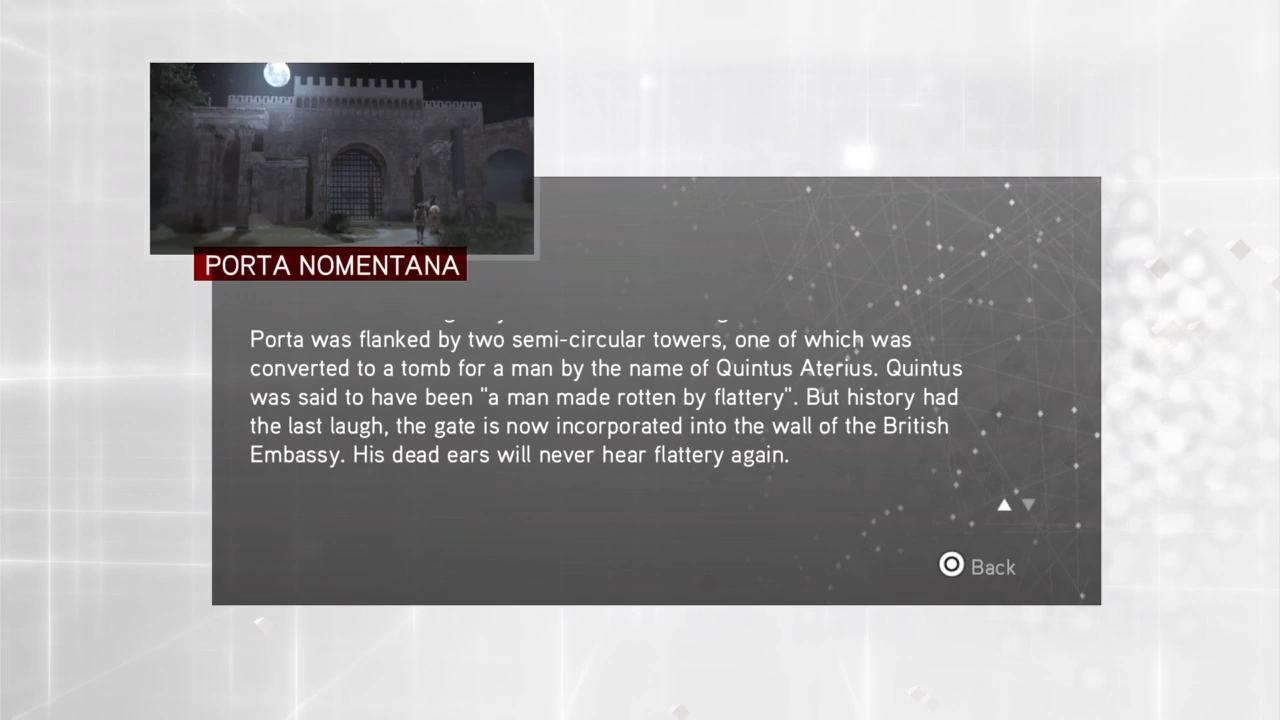 PORTA NOMENTANA
Porta was flanked by two semi-circular towers, one of which was
converted to a tomb for a man by the name of Quintus Aterius. Quintus
was said to have been "a man made rotten by flattery". But history had
the last laugh, the gate is now incorporated into the wall of the British
Embassy. His dead ears will never hear flattery again.
Back